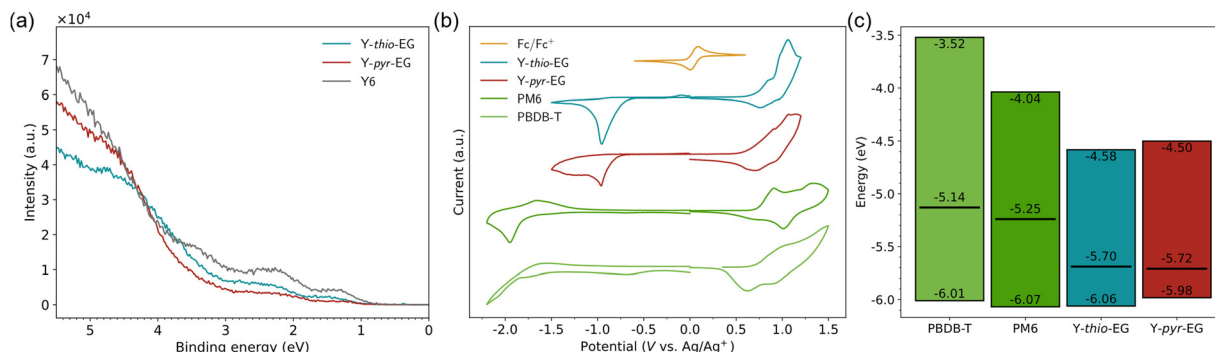 (a)
×10⁴
Intensity (a.u.)
7
6
5
4
3
2
1
0
Y-thio-EG
Y-pyr-EG
Y6
5
4
3
2
1
0
Binding energy (eV)
(b)
Current (a.u.)
Fc/Fc⁺
Y-thio-EG
Y-pyr-EG
PM6
PBDB-T
-2.0
-1.5
-1.0
-0.5
0.0
0.5
1.0
1.5
Potential (V vs. Ag/Ag⁺)
(c)
Energy (eV)
-3.5
-4.0
-4.5
-5.0
-5.5
-6.0
-3.52
-5.14
-6.01
-4.04
-5.25
-6.07
-4.58
-5.70
-6.06
-4.50
-5.72
-5.98
PBDB-T
PM6
Y-thio-EG
Y-pyr-EG